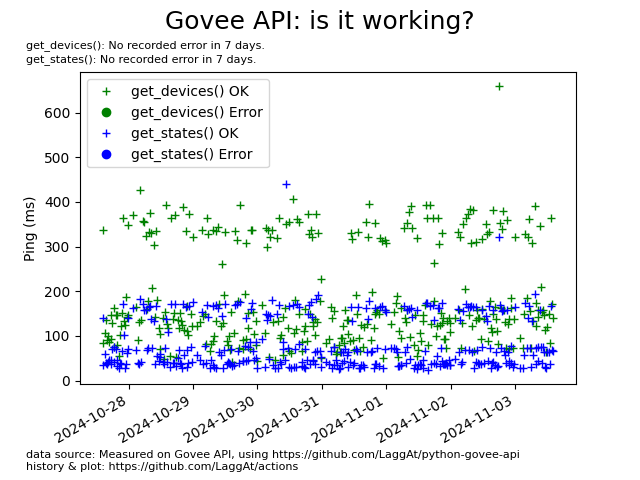 Govee API: is it working?
get_devices(): No recorded error in 7 days.
get_states(): No recorded error in 7 days.
get_devices() OK
get_devices() Error
get_states() OK
get_states() Error
Ping (ms)
600
500
400
300
200
100
0
2024-10-28
2024-10-29
2024-10-30
2024-10-31
2024-11-01
2024-11-02
2024-11-03
data source: Measured on Govee API, using https://github.com/LaggAt/python-govee-api
history & plot: https://github.com/LaggAt/actions